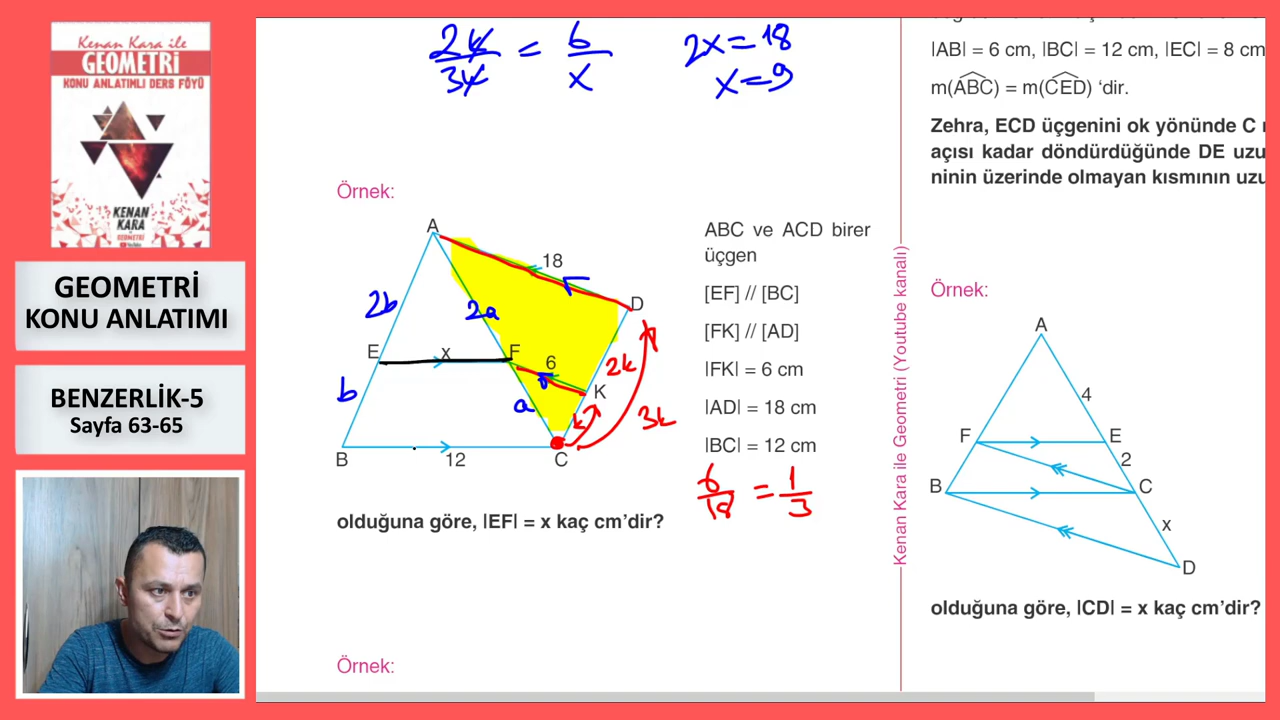 Kenan Kara ile
GEOMETRİ
KONU ANLATIMLI DERS FÖYÜ
KENAN
KARA
GEOMETRİ KONU ANLATIMI
BENZERLİK-5
Sayfa 63-65
2k/3k = 6/x
2x = 18
x = 9
Örnek:
A
18
D
2b
2a
E
x
F
6
2k
K
b
a
k
3k
B
12
C
ABC ve ACD birer
üçgen
[EF] // [BC]
[FK] // [AD]
|FK| = 6 cm
|AD| = 18 cm
|BC| = 12 cm
6/18 = 1/3
olduğuna göre, |EF| = x kaç cm'dir?
Örnek:
Kenan Kara ile Geometri (Youtube kanalı)
|AB| = 6 cm, |BC| = 12 cm, |EC| = 8 cm
m(ABC) = m(CED) 'dir.
Zehra, ECD üçgenini ok yönünde C
açısı kadar döndürdüğünde DE uzu
ninin üzerinde olmayan kısmının uzu
Örnek:
A
4
F
E
2
B
C
x
D
olduğuna göre, |CD| = x kaç cm'dir?